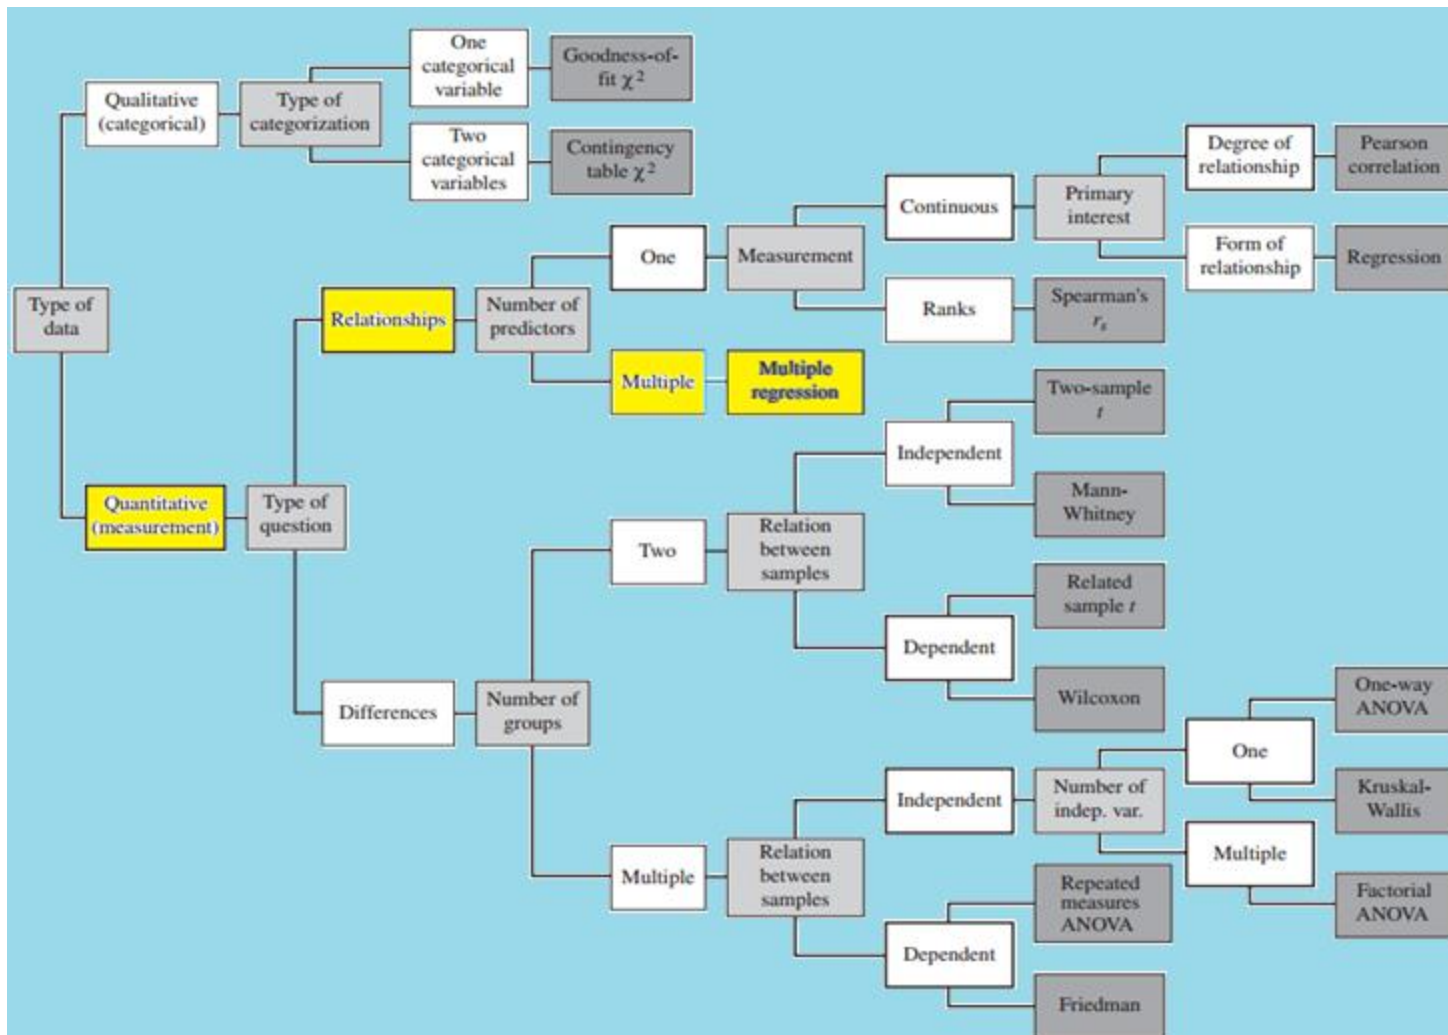 One
categorical
variable
Goodness-of-
fit χ²
Qualitative
(categorical)
Type of
categorization
Two
categorical
variables
Contingency
table χ²
Degree of
relationship
Pearson
correlation
Continuous
Primary
interest
One
Measurement
Form of
relationship
Regression
Type of
data
Relationships
Number of
predictors
Ranks
Spearman's
rₛ
Multiple
Multiple
regression
Two-sample
t
Independent
Quantitative
(measurement)
Type of
question
Mann-
Whitney
Two
Relation
between
samples
Related
sample t
Dependent
Differences
Number of
groups
Wilcoxon
One-way
ANOVA
One
Independent
Number of
indep. var.
Kruskal-
Wallis
Multiple
Relation
between
samples
Multiple
Repeated
measures
ANOVA
Factorial
ANOVA
Dependent
Friedman